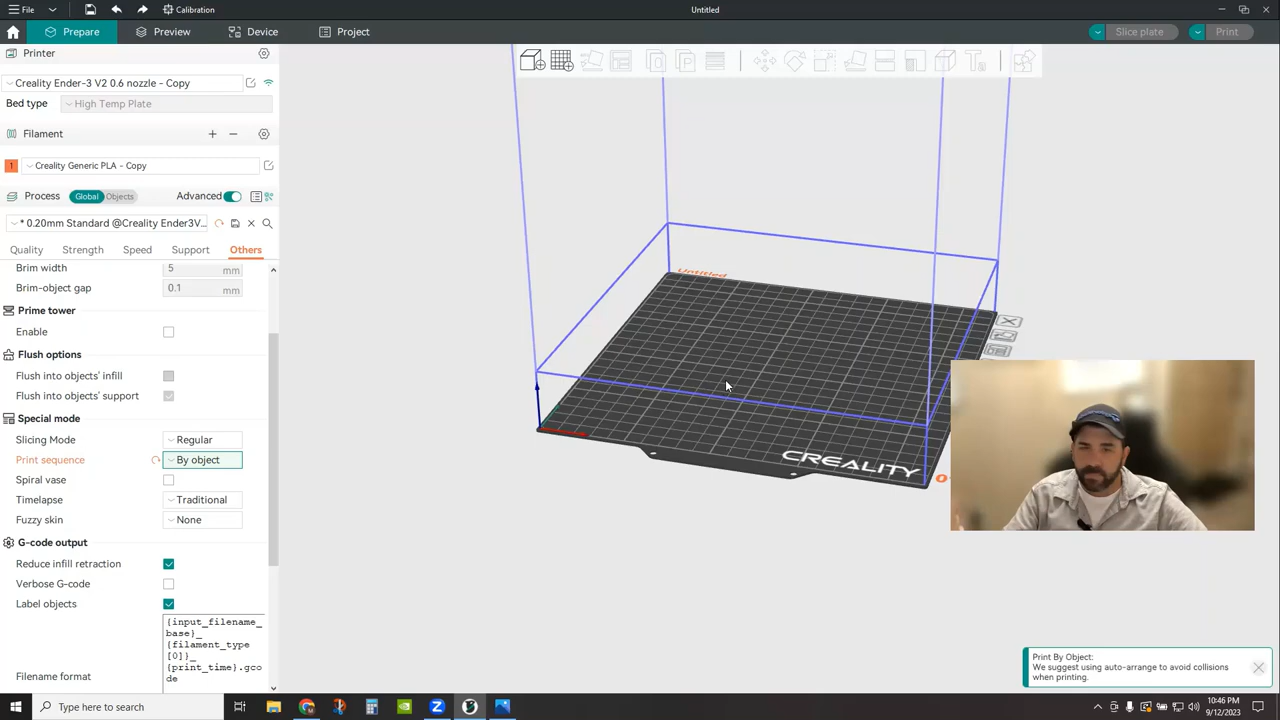 File
Calibration
Untitled
Prepare
Preview
Device
Project
Slice plate
Print
Printer
Creality Ender-3 V2 0.6 nozzle - Copy
Bed type
High Temp Plate
Filament
1
Creality Generic PLA - Copy
Process
Global
Objects
Advanced
* 0.20mm Standard @Creality Ender3V...
Quality
Strength
Speed
Support
Others
Brim width
5
mm
Brim-object gap
0.1
mm
Prime tower
Enable
Flush options
Flush into objects' infill
Flush into objects' support
Special mode
Slicing Mode
Regular
Print sequence
By object
Spiral vase
Timelapse
Traditional
Fuzzy skin
None
G-code output
Reduce infill retraction
Verbose G-code
Label objects
{input_filename_
base}_
{filament_type
[0]}_
{print_time}.gco
de
Filename format
Untitled
CREALITY
Print By Object:
We suggest using auto-arrange to avoid collisions
when printing.
Type here to search
10:46 PM
9/12/2023